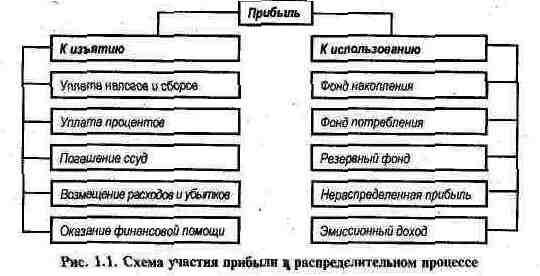 Прибыль
К изъятию
Уплата налогов и сборов
Уплата процентов
Погашение ссуд
Возмещение расходов и убытков
Оказание финансовой помощи
К использованию
Фонд накопления
Фонд потребления
Резервный фонд
Нераспределенная прибыль
Эмиссионный доход
Рис. 1.1. Схема участия прибыли в распределительном процессе